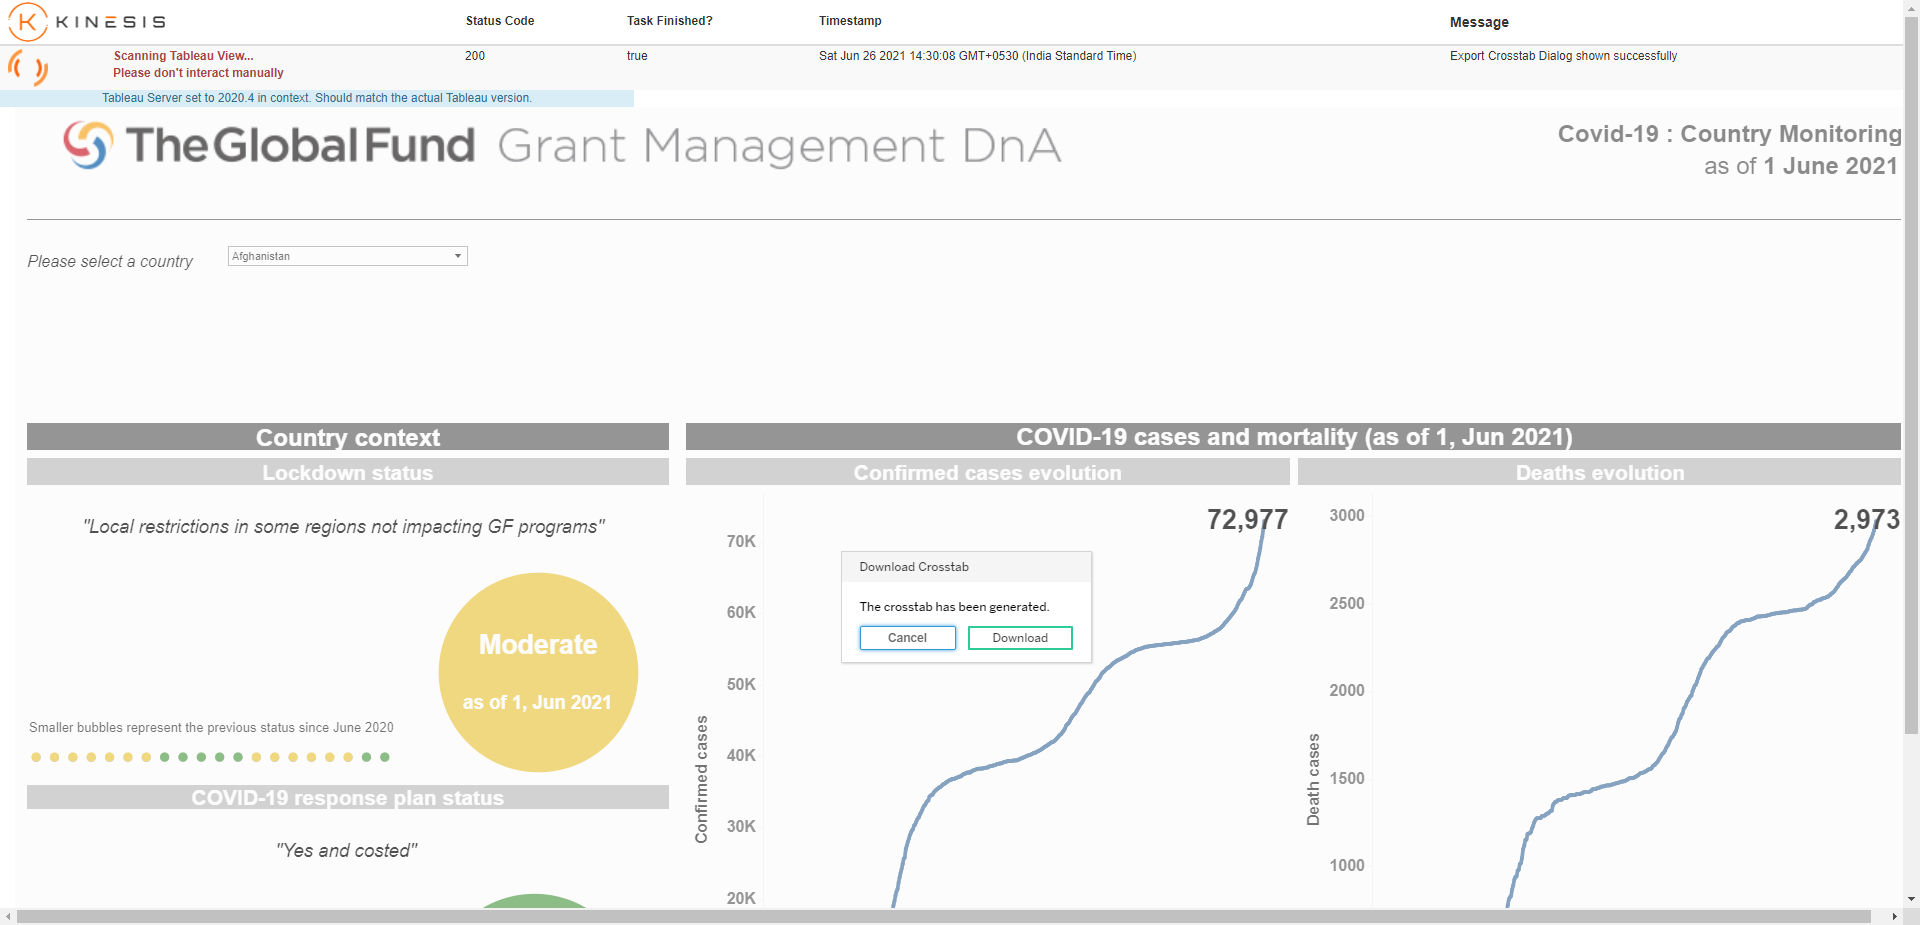 KINESIS
Status Code
Task Finished?
Timestamp
Message
Scanning Tableau View...
Please don't interact manually
200
true
Sat Jun 26 2021 14:30:08 GMT+0530 (India Standard Time)
Export Crosstab Dialog shown successfully
Tableau Server set to 2020.4 in context. Should match the actual Tableau version.
TheGlobalFund Grant Management DnA
Covid-19 : Country Monitoring
as of 1 June 2021
Please select a country
Afghanistan
Country context
COVID-19 cases and mortality (as of 1, Jun 2021)
Lockdown status
Confirmed cases evolution
Deaths evolution
"Local restrictions in some regions not impacting GF programs"
Moderate
as of 1, Jun 2021
Smaller bubbles represent the previous status since June 2020
COVID-19 response plan status
"Yes and costed"
72,977
70K
60K
50K
40K
30K
20K
Confirmed cases
Download Crosstab
The crosstab has been generated.
Cancel
Download
2,973
3000
2500
2000
1500
1000
Death cases